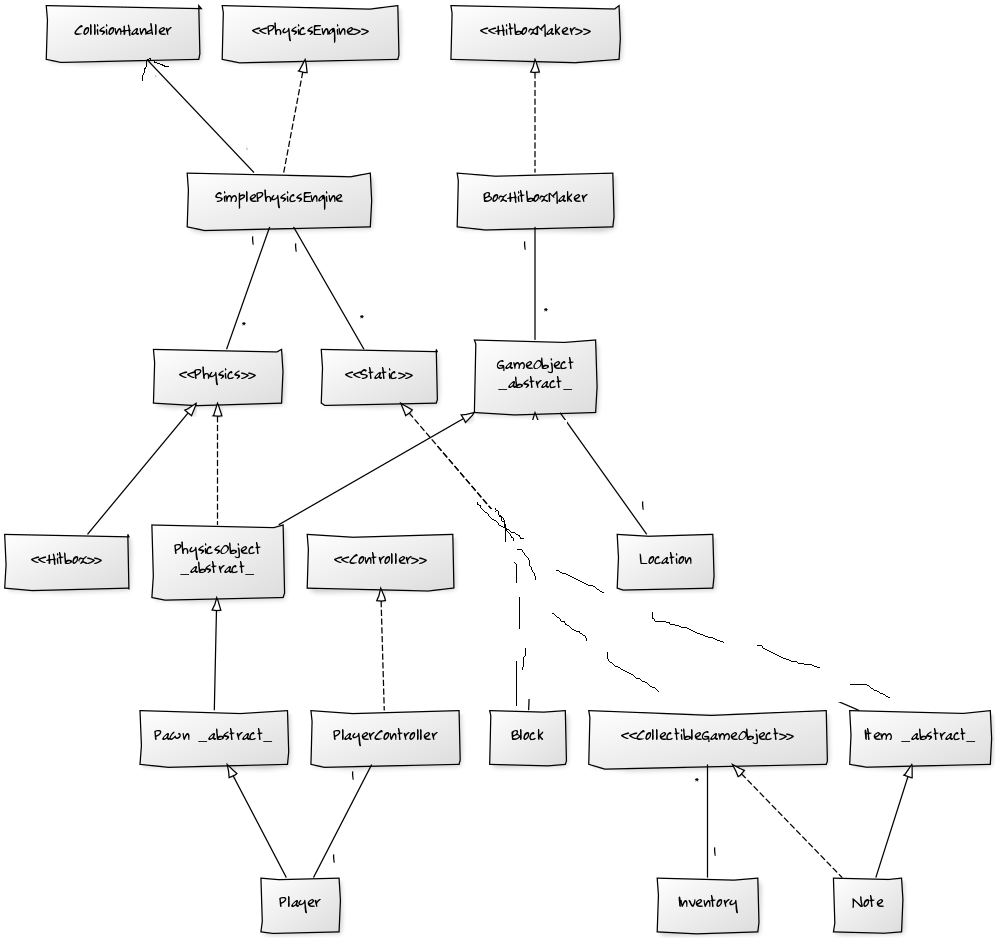 CollisionHandler
<<PhysicsEngine>>
<<HitboxMaker>>
SimplePhysicsEngine
BoxHitboxMaker
1
1
1
*
*
*
<<Physics>>
<<Static>>
GameObject
_abstract_
1
<<Hitbox>>
PhysicsObject
_abstract_
<<Controller>>
Location
Pawn _abstract_
PlayerController
Block
<<CollectibleGameObject>>
Item _abstract_
1
*
1
1
Player
Inventory
Note